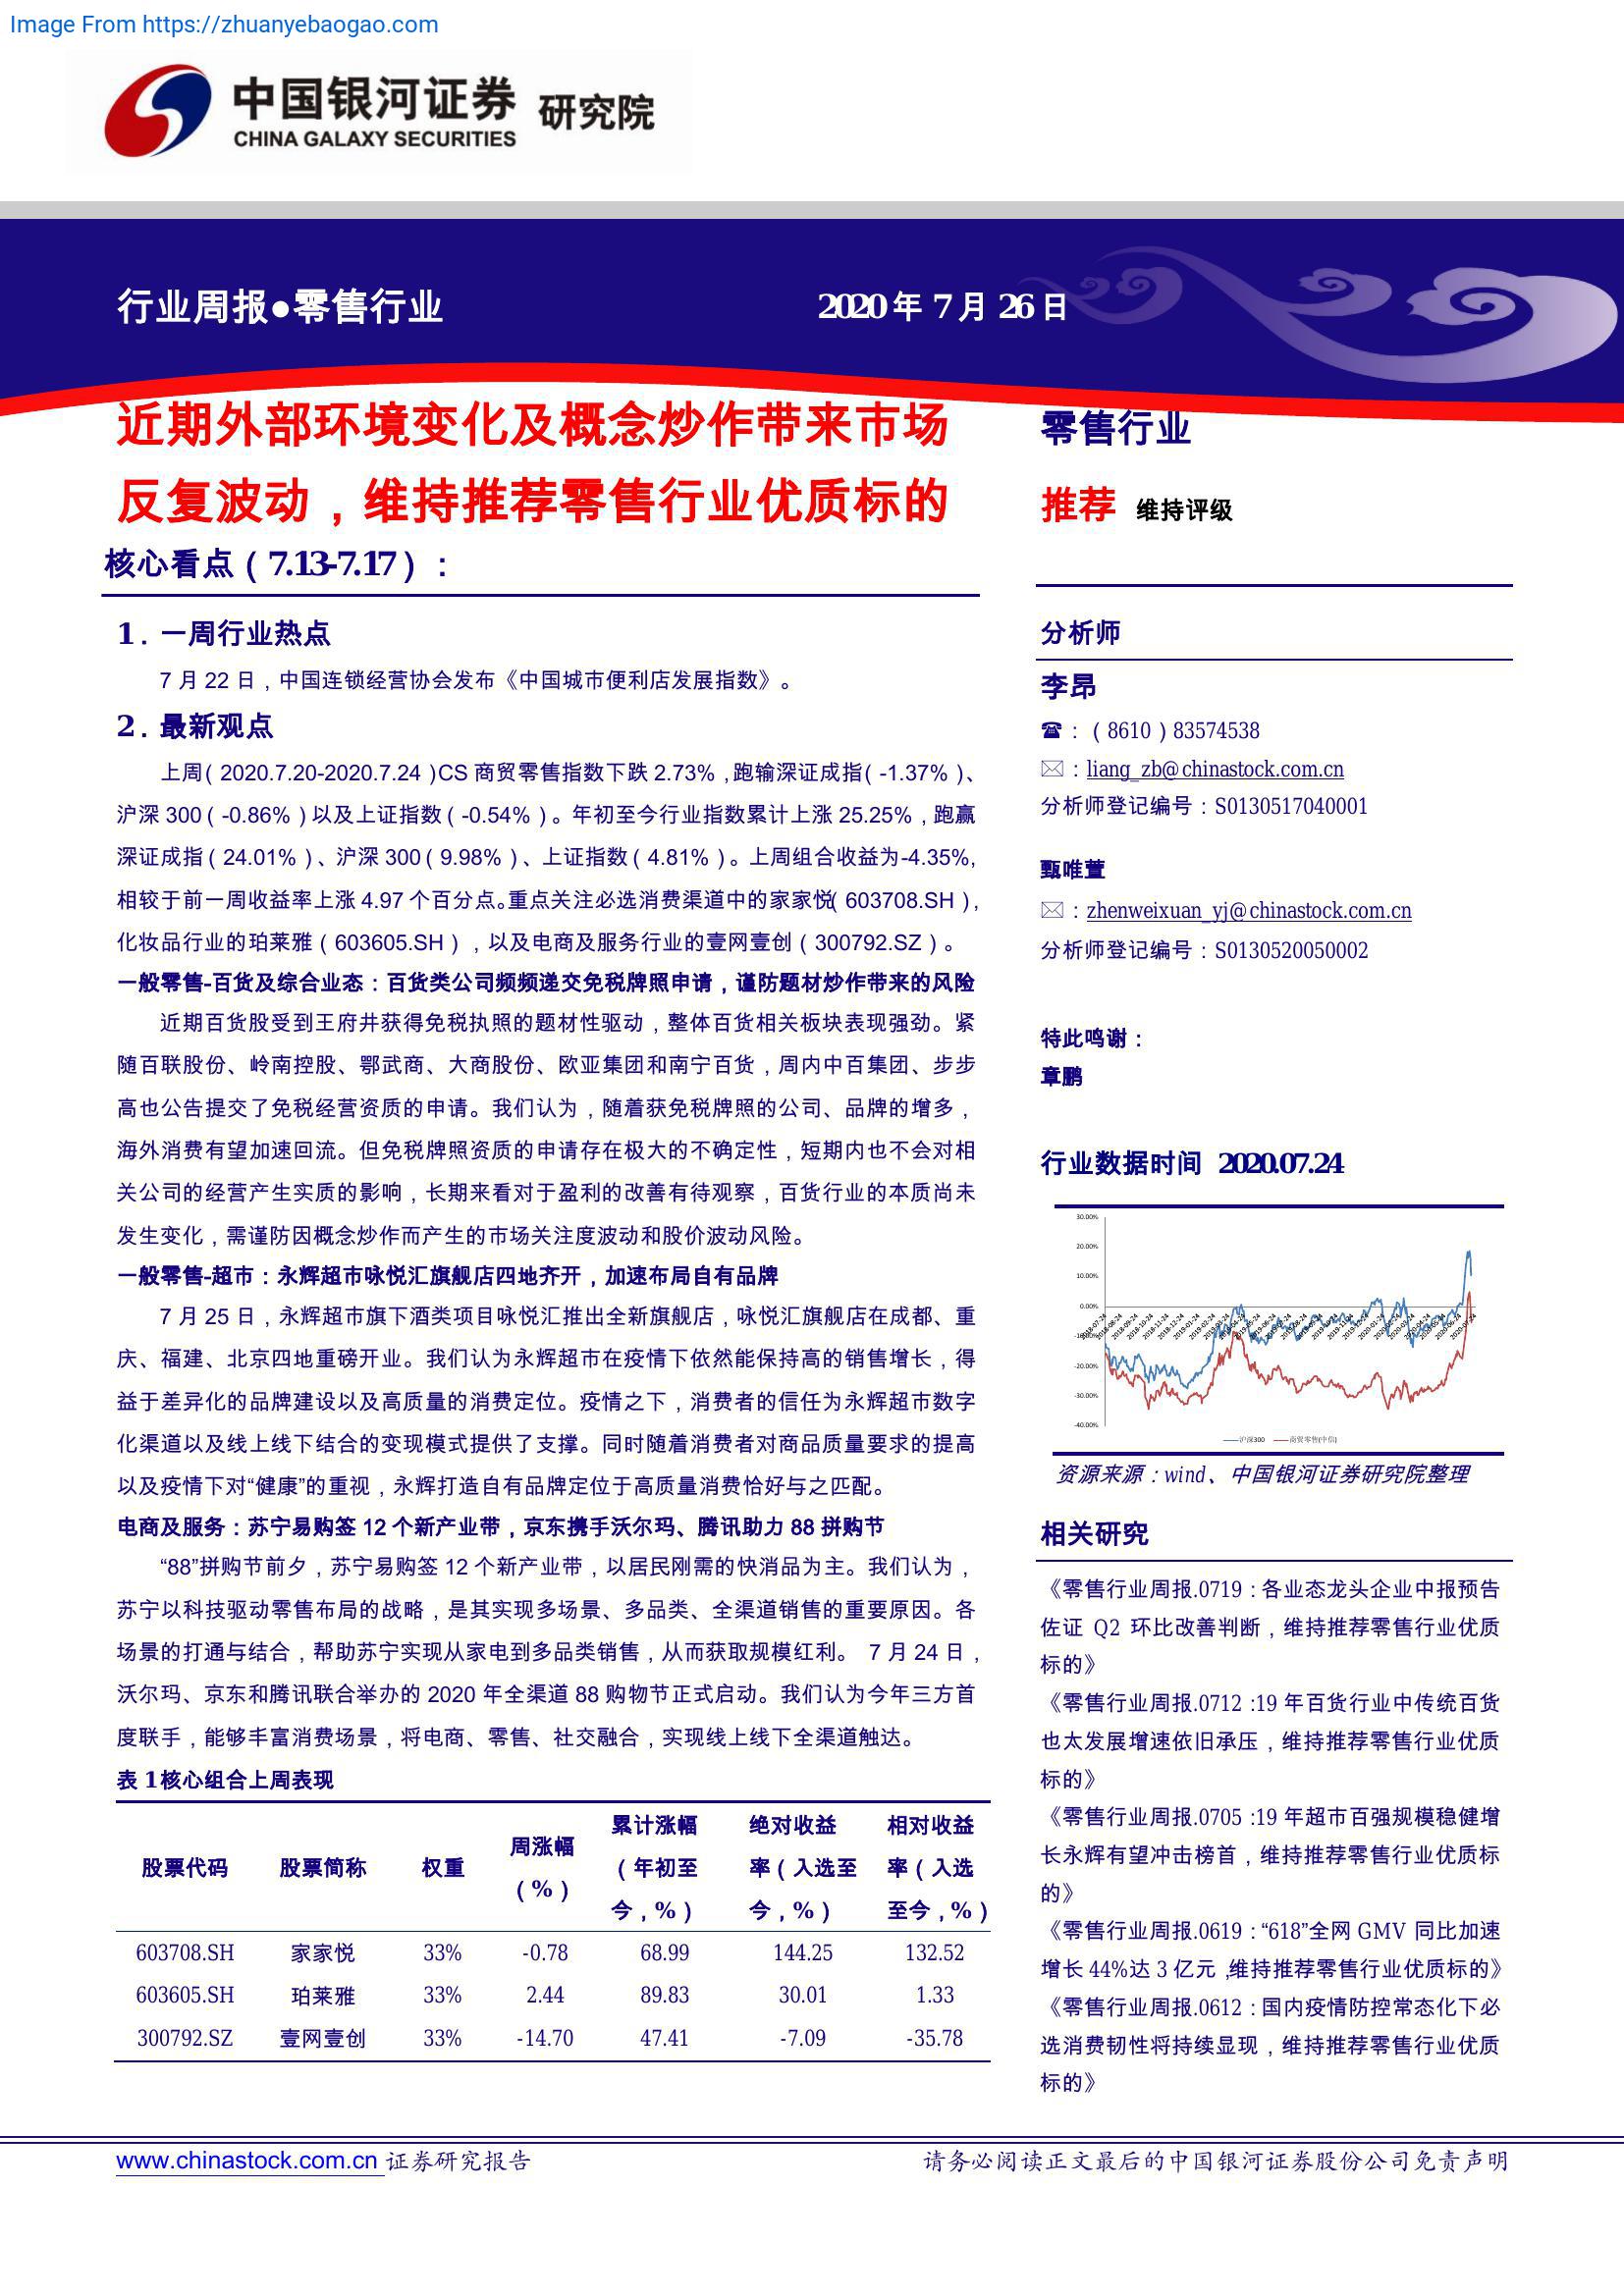 Image From https://zhuanyebaogao.com
中国银河证券 研究院
CHINA GALAXY SECURITIES
行业周报●零售行业 2020 年 7 月 26 日
近期外部环境变化及概念炒作带来市场
反复波动，维持推荐零售行业优质标的
核心看点（7.13-7.17）：
1. 一周行业热点
7 月 22 日，中国连锁经营协会发布《中国城市便利店发展指数》。
2. 最新观点
上周（2020.7.20-2020.7.24）CS 商贸零售指数下跌 2.73%，跑输深证成指（-1.37%）、
沪深 300（-0.86%）以及上证指数（-0.54%）。年初至今行业指数累计上涨 25.25%，跑赢
深证成指（24.01%）、沪深 300（9.98%）、上证指数（4.81%）。上周组合收益为-4.35%,
相较于前一周收益率上涨 4.97 个百分点。重点关注必选消费渠道中的家家悦（603708.SH），
化妆品行业的珀莱雅（603605.SH），以及电商及服务行业的壹网壹创（300792.SZ）。
一般零售-百货及综合业态：百货类公司频频递交免税牌照申请，谨防题材炒作带来的风险
近期百货股受到王府井获得免税执照的题材性驱动，整体百货相关板块表现强劲。紧
随百联股份、岭南控股、鄂武商、大商股份、欧亚集团和南宁百货，周内中百集团、步步
高也公告提交了免税经营资质的申请。我们认为，随着获免税牌照的公司、品牌的增多，
海外消费有望加速回流。但免税牌照资质的申请存在极大的不确定性，短期内也不会对相
关公司的经营产生实质的影响，长期来看对于盈利的改善有待观察，百货行业的本质尚未
发生变化，需谨防因概念炒作而产生的市场关注度波动和股价波动风险。
一般零售-超市：永辉超市咏悦汇旗舰店四地齐开，加速布局自有品牌
7 月 25 日，永辉超市旗下酒类项目咏悦汇推出全新旗舰店，咏悦汇旗舰店在成都、重
庆、福建、北京四地重磅开业。我们认为永辉超市在疫情下依然能保持高的销售增长，得
益于差异化的品牌建设以及高质量的消费定位。疫情之下，消费者的信任为永辉超市数字
化渠道以及线上线下结合的变现模式提供了支撑。同时随着消费者对商品质量要求的提高
以及疫情下对“健康”的重视，永辉打造自有品牌定位于高质量消费恰好与之匹配。
电商及服务：苏宁易购签 12 个新产业带，京东携手沃尔玛、腾讯助力 88 拼购节
“88”拼购节前夕，苏宁易购签 12 个新产业带，以居民刚需的快消品为主。我们认为，
苏宁以科技驱动零售布局的战略，是其实现多场景、多品类、全渠道销售的重要原因。各
场景的打通与结合，帮助苏宁实现从家电到多品类销售，从而获取规模红利。 7 月 24 日，
沃尔玛、京东和腾讯联合举办的 2020 年全渠道 88 购物节正式启动。我们认为今年三方首
度联手，能够丰富消费场景，将电商、零售、社交融合，实现线上线下全渠道触达。
表 1核心组合上周表现
股票代码 股票简称 权重 周涨幅（%） 累计涨幅（年初至今，%） 绝对收益率（入选至今，%） 相对收益率（入选至今，%）
603708.SH 家家悦 33% -0.78 68.99 144.25 132.52
603605.SH 珀莱雅 33% 2.44 89.83 30.01 1.33
300792.SZ 壹网壹创 33% -14.70 47.41 -7.09 -35.78
零售行业
推荐 维持评级
分析师
李昂
☎：（8610）83574538
✉：liang_zb@chinastock.com.cn
分析师登记编号：S0130517040001
甄唯萱
✉：zhenweixuan_yj@chinastock.com.cn
分析师登记编号：S0130520050002
特此鸣谢：
章鹏
行业数据时间 2020.07.24
30.00%
20.00%
10.00%
0.00%
-10.00%
-20.00%
-30.00%
-40.00%
沪深300 商贸零售(中信)
资源来源：wind、中国银河证券研究院整理
相关研究
《零售行业周报.0719：各业态龙头企业中报预告
佐证 Q2 环比改善判断，维持推荐零售行业优质
标的》
《零售行业周报.0712：19 年百货行业中传统百货
也太发展增速依旧承压，维持推荐零售行业优质
标的》
《零售行业周报.0705：19 年超市百强规模稳健增
长永辉有望冲击榜首，维持推荐零售行业优质标
的》
《零售行业周报.0619：“618”全网 GMV 同比加速
增长 44%达 3 亿元，维持推荐零售行业优质标的》
《零售行业周报.0612：国内疫情防控常态化下必
选消费韧性将持续显现，维持推荐零售行业优质
标的》
www.chinastock.com.cn 证券研究报告 请务必阅读正文最后的中国银河证券股份公司免责声明